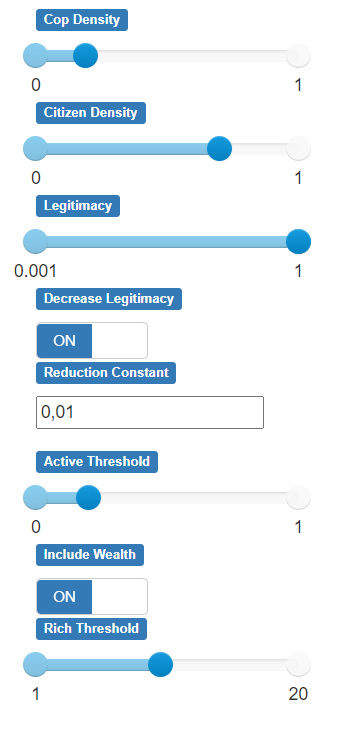 Cop Density
0 1
Citizen Density
0 1
Legitimacy
0.001 1
Decrease Legitimacy
ON
Reduction Constant
0,01
Active Threshold
0 1
Include Wealth
ON
Rich Threshold
1 20